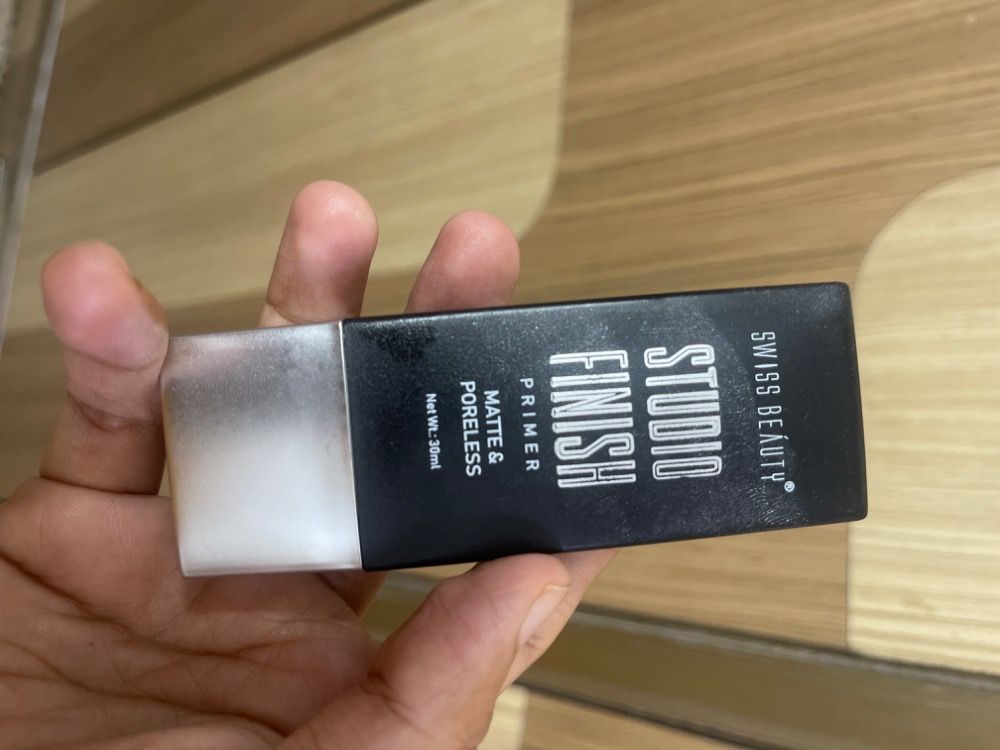 SWISS BEAUTY®
STUDIO
FINISH
PRIMER
MATTE &
PORELESS
Net Wt.: 30ml